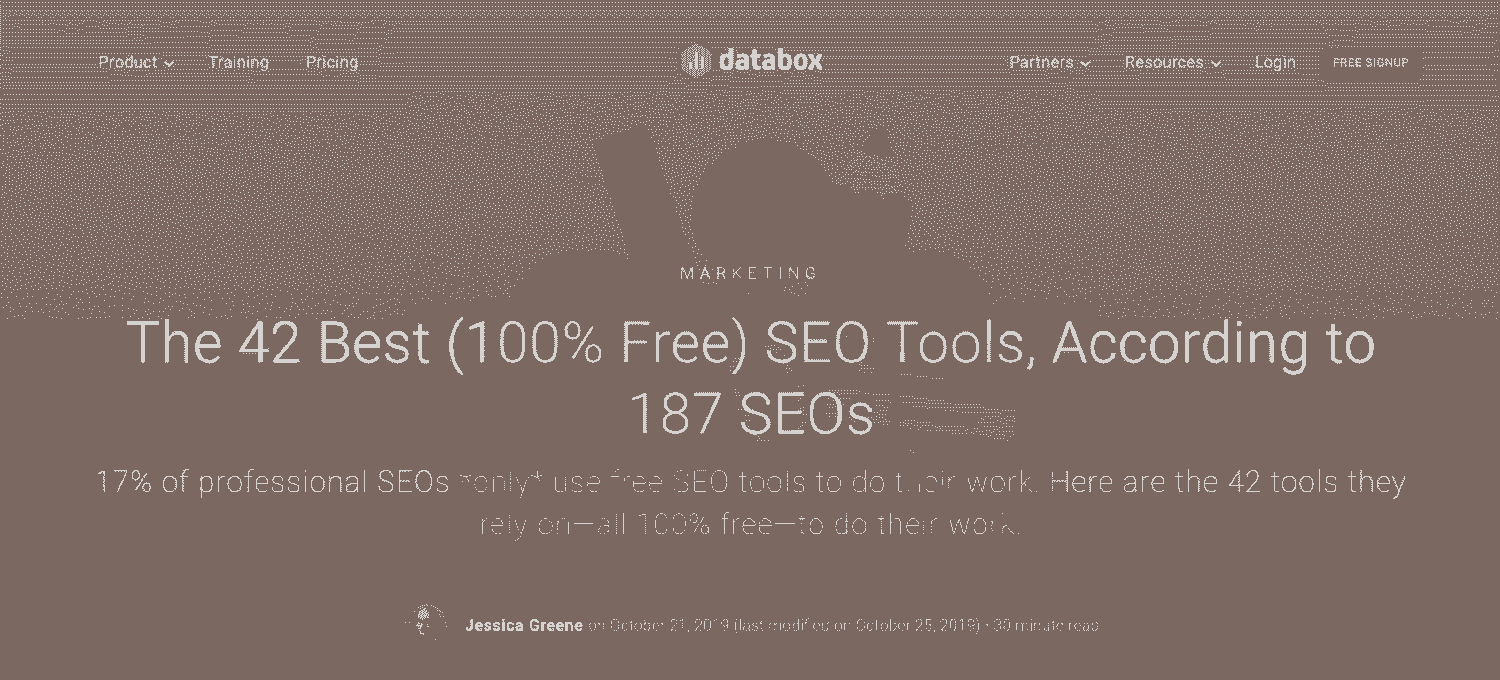 Product Training Pricing databox Partners Resources Login FREE SIGNUP
MARKETING
The 42 Best (100% Free) SEO Tools, According to
187 SEOs
17% of professional SEOs *only* use free SEO tools to do their work. Here are the 42 tools they
rely on—all 100% free—to do their work.
Jessica Greene on October 21, 2019 (last modified on October 25, 2019) • 30 minute read